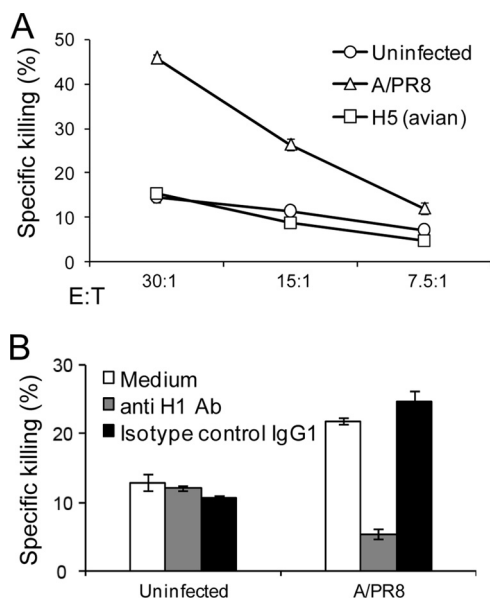 A
Specific killing (%)
50
40
30
20
10
0
Uninfected
A/PR8
H5 (avian)
E:T
30:1
15:1
7.5:1
B
Specific killing (%)
30
20
10
0
Medium
anti H1 Ab
Isotype control IgG1
Uninfected
A/PR8